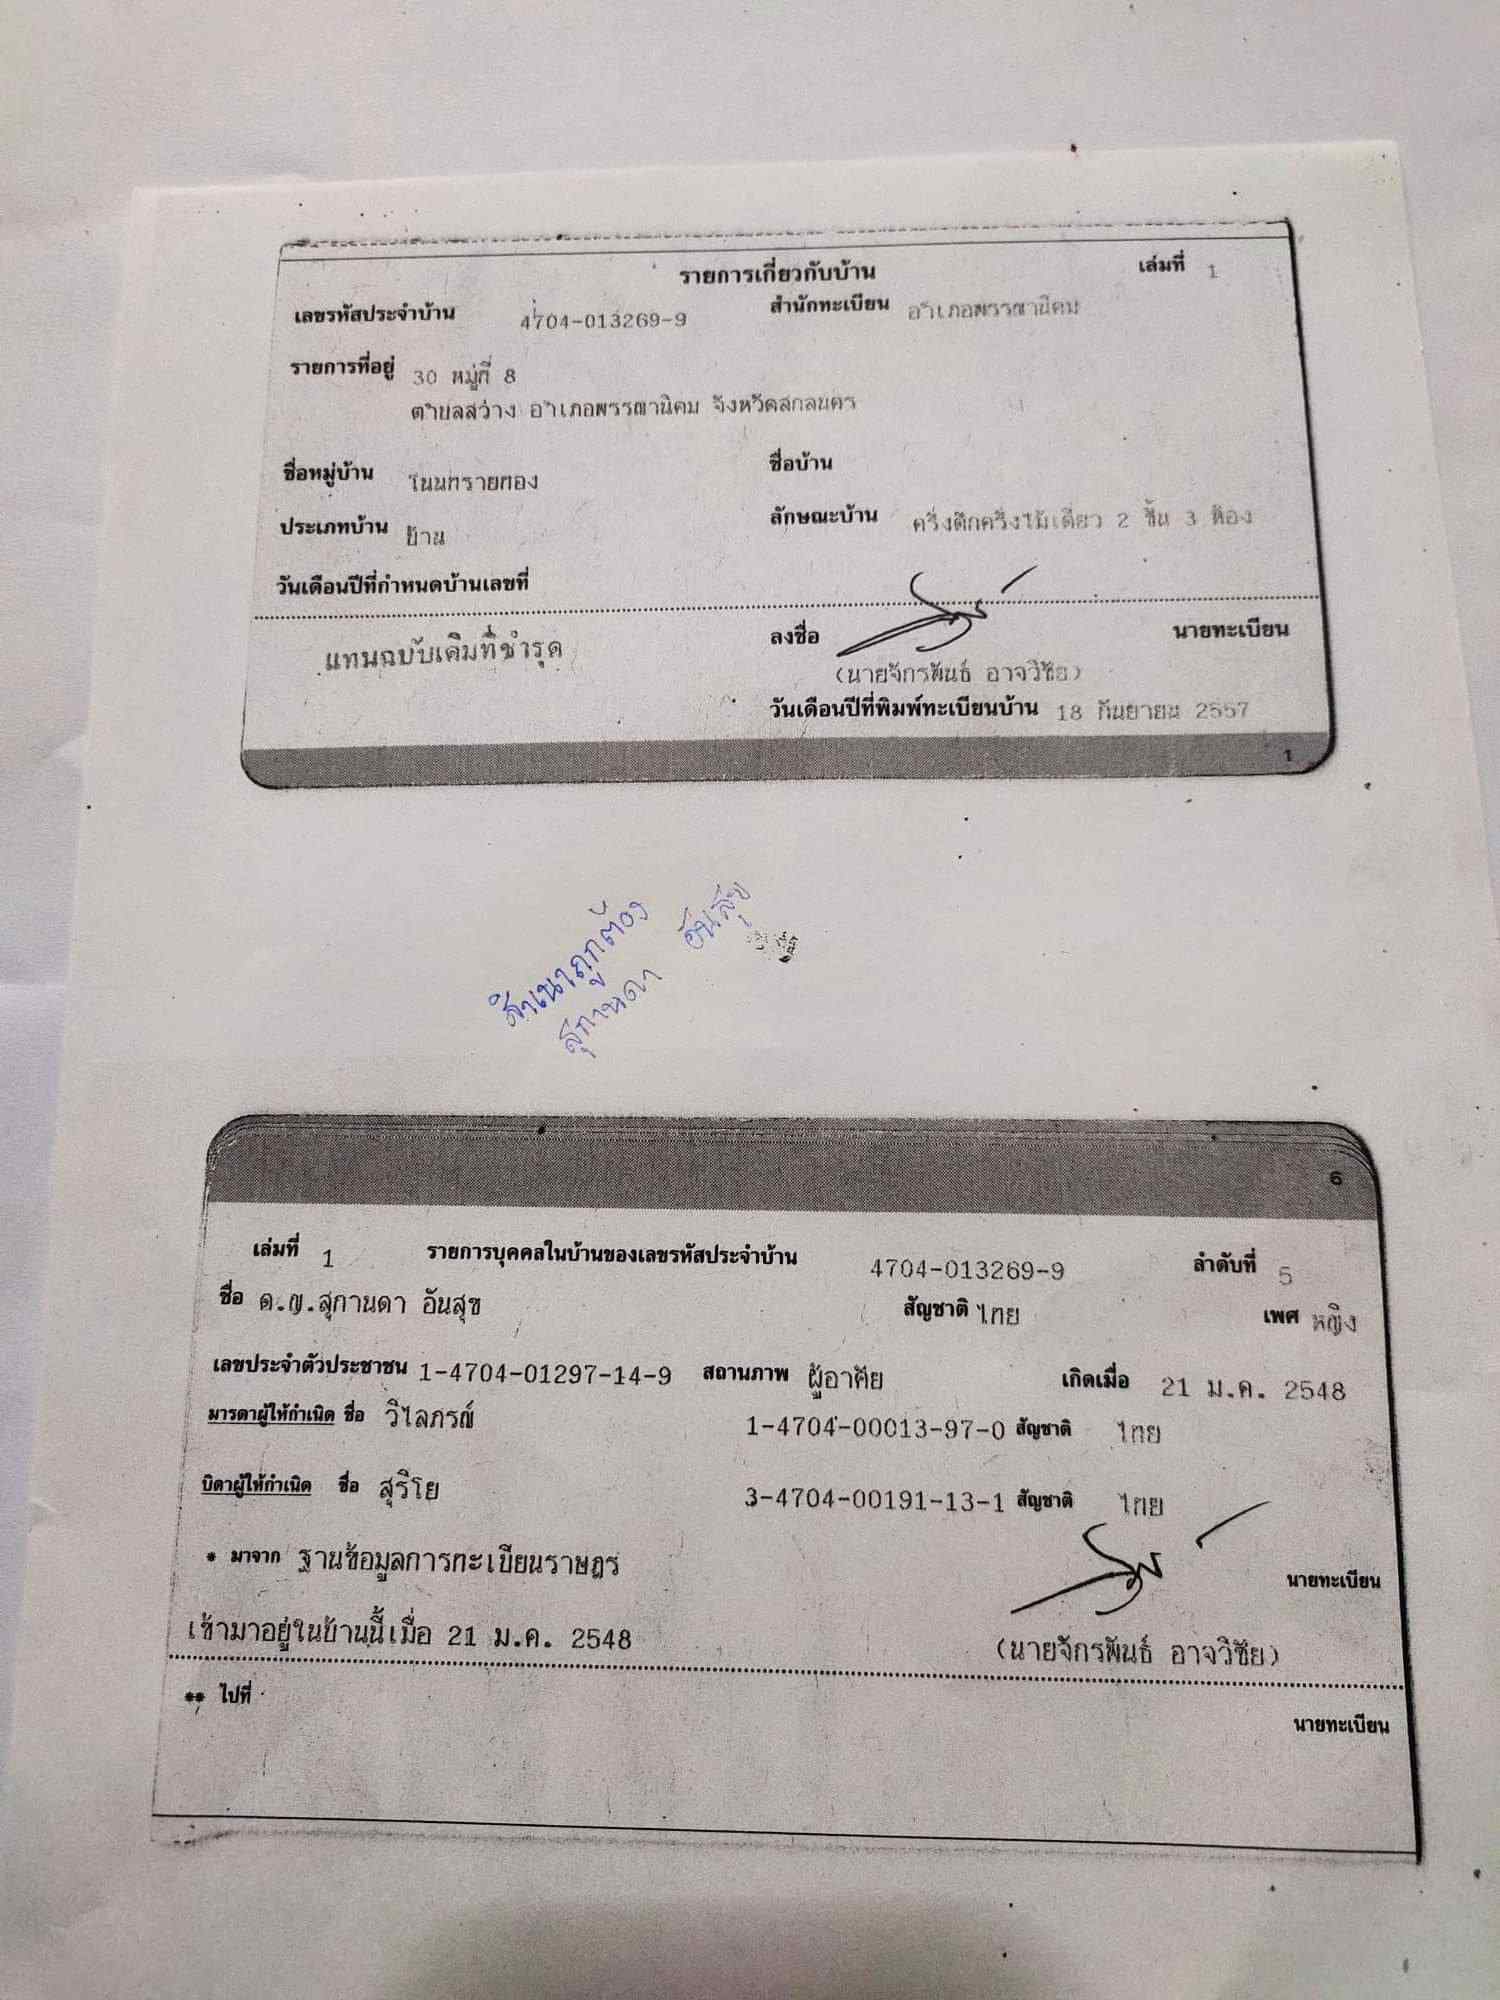 รายการเกี่ยวกับบ้าน เล่มที่ 1
เลขรหัสประจำบ้าน 4704-013269-9 สำนักทะเบียน อำเภอพรรณานิคม
รายการที่อยู่ 30 หมู่ที่ 8
ตำบลสว่าง อำเภอพรรณานิคม จังหวัดสกลนคร
ชื่อหมู่บ้าน โนนทรายทอง ชื่อบ้าน
ประเภทบ้าน บ้าน ลักษณะบ้าน ครึ่งตึกครึ่งไม้เดี่ยว 2 ชั้น 3 ห้อง
วันเดือนปีที่กำหนดบ้านเลขที่
แทนฉบับเดิมที่ชำรุด ลงชื่อ นายทะเบียน
(นายจักรพันธ์ อาจวิชัย)
วันเดือนปีที่พิมพ์ทะเบียนบ้าน 18 กันยายน 2557
1
สำเนาถูกต้อง
สุกานดา อันสุข
6
เล่มที่ 1 รายการบุคคลในบ้านของเลขรหัสประจำบ้าน 4704-013269-9 ลำดับที่ 5
ชื่อ ด.ญ.สุกานดา อันสุข สัญชาติ ไทย เพศ หญิง
เลขประจำตัวประชาชน 1-4704-01297-14-9 สถานภาพ ผู้อาศัย เกิดเมื่อ 21 ม.ค. 2548
มารดาผู้ให้กำเนิด ชื่อ วิไลภรณ์ 1-4704-00013-97-0 สัญชาติ ไทย
บิดาผู้ให้กำเนิด ชื่อ สุริโย 3-4704-00191-13-1 สัญชาติ ไทย
* มาจาก ฐานข้อมูลการทะเบียนราษฎร นายทะเบียน
เข้ามาอยู่ในบ้านนี้เมื่อ 21 ม.ค. 2548 (นายจักรพันธ์ อาจวิชัย)
** ไปที่
นายทะเบียน